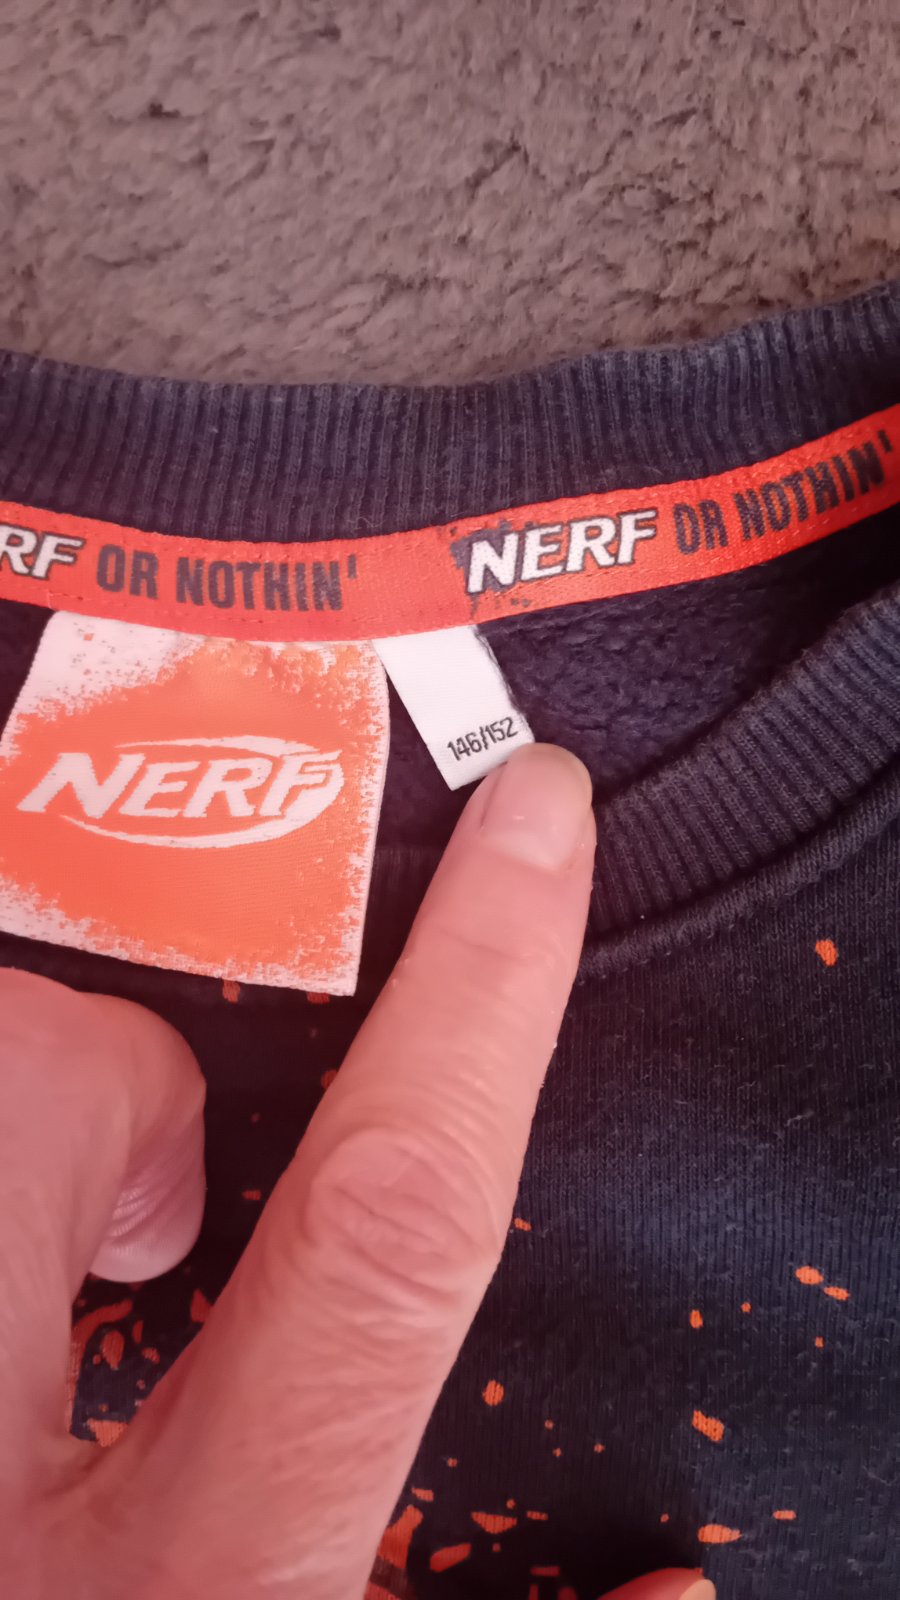 RF OR NOTHIN' NERF OR NOTHIN'
NERF
146/152